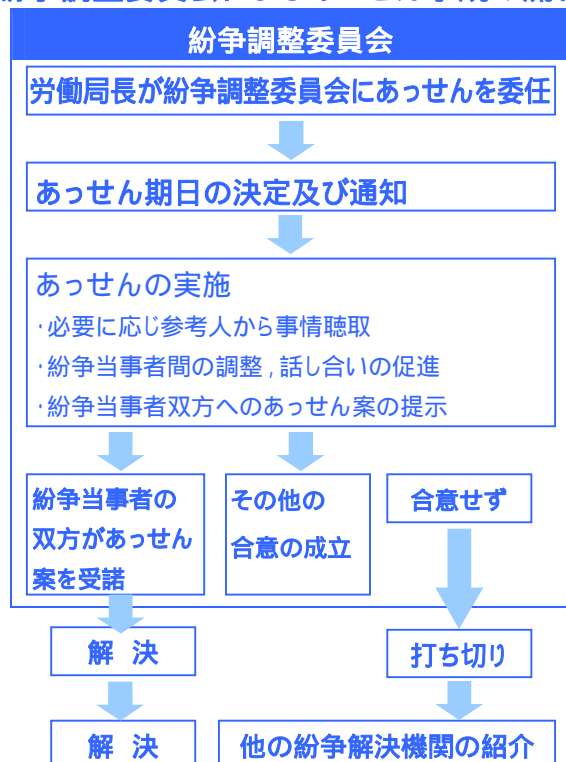 紛争調整委員会
労働局長が紛争調整委員会にあっせんを委任
あっせん期日の決定及び通知
あっせんの実施
･必要に応じ参考人から事情聴取
･紛争当事者間の調整，話し合いの促進
･紛争当事者双方へのあっせん案の提示
紛争当事者の
双方があっせん
案を受諾
その他の
合意の成立
合意せず
解 決
打ち切り
解 決
他の紛争解決機関の紹介